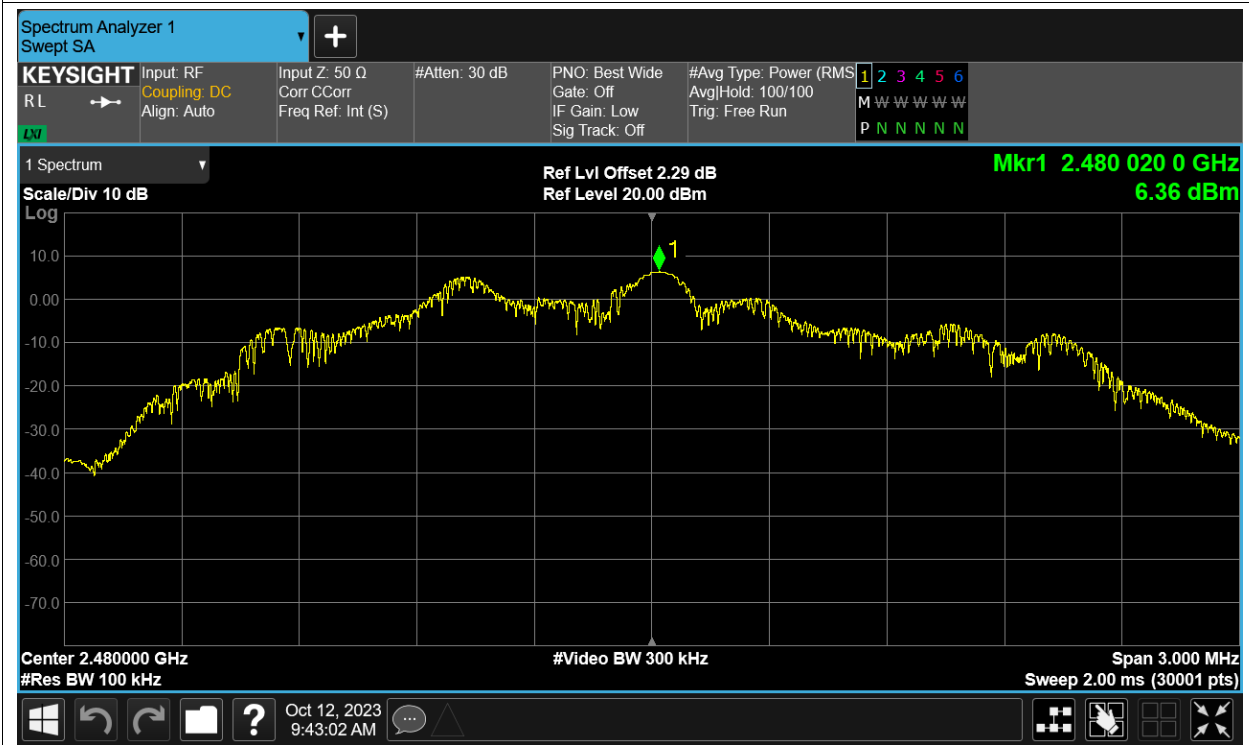 Spectrum Analyzer 1
Swept SA
KEYSIGHT
R L
LXI
Input: RF
Coupling: DC
Align: Auto
Input Z: 50 Ω
Corr CCorr
Freq Ref: Int (S)
#Atten: 30 dB
PNO: Best Wide
Gate: Off
IF Gain: Low
Sig Track: Off
#Avg Type: Power (RMS
Avg|Hold: 100/100
Trig: Free Run
1 2 3 4 5 6
M W W W W W
P N N N N N
1 Spectrum
Scale/Div 10 dB
Log
Ref Lvl Offset 2.29 dB
Ref Level 20.00 dBm
Mkr1 2.480 020 0 GHz
6.36 dBm
1
10.0
0.00
-10.0
-20.0
-30.0
-40.0
-50.0
-60.0
-70.0
Center 2.480000 GHz
#Res BW 100 kHz
#Video BW 300 kHz
Span 3.000 MHz
Sweep 2.00 ms (30001 pts)
?
Oct 12, 2023
9:43:02 AM